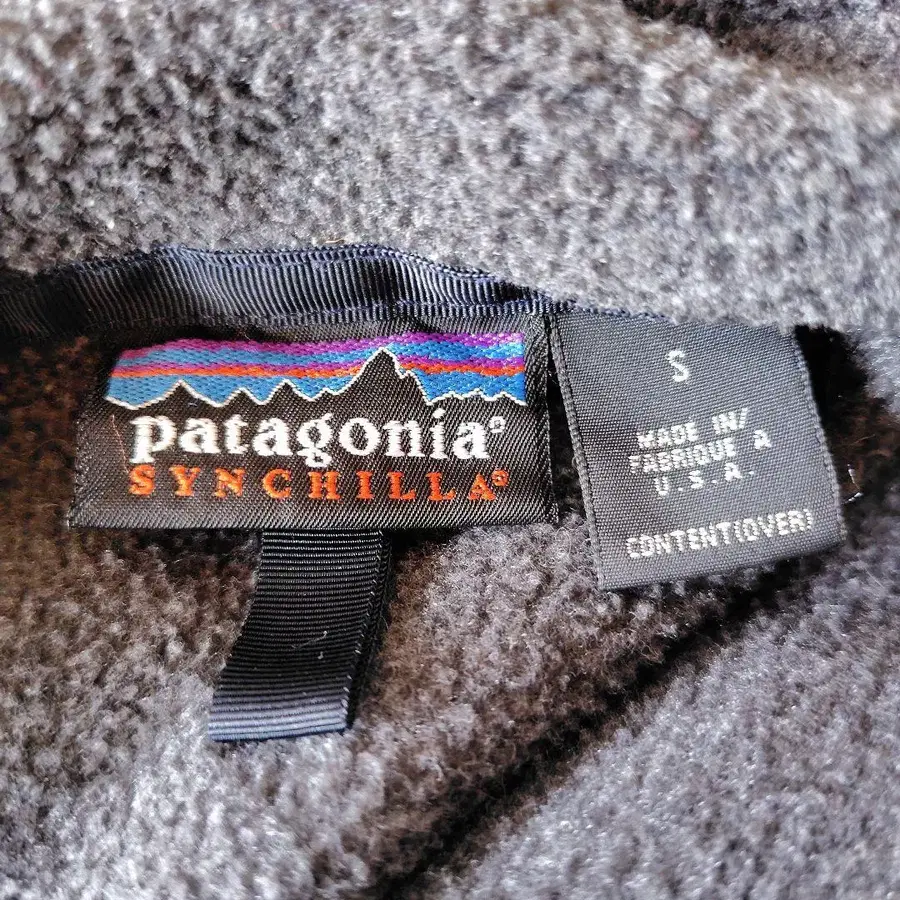 patagonia®
SYNCHILLA®
S
MADE IN/
FABRIQUE A
U.S.A.
CONTENT(OVER)